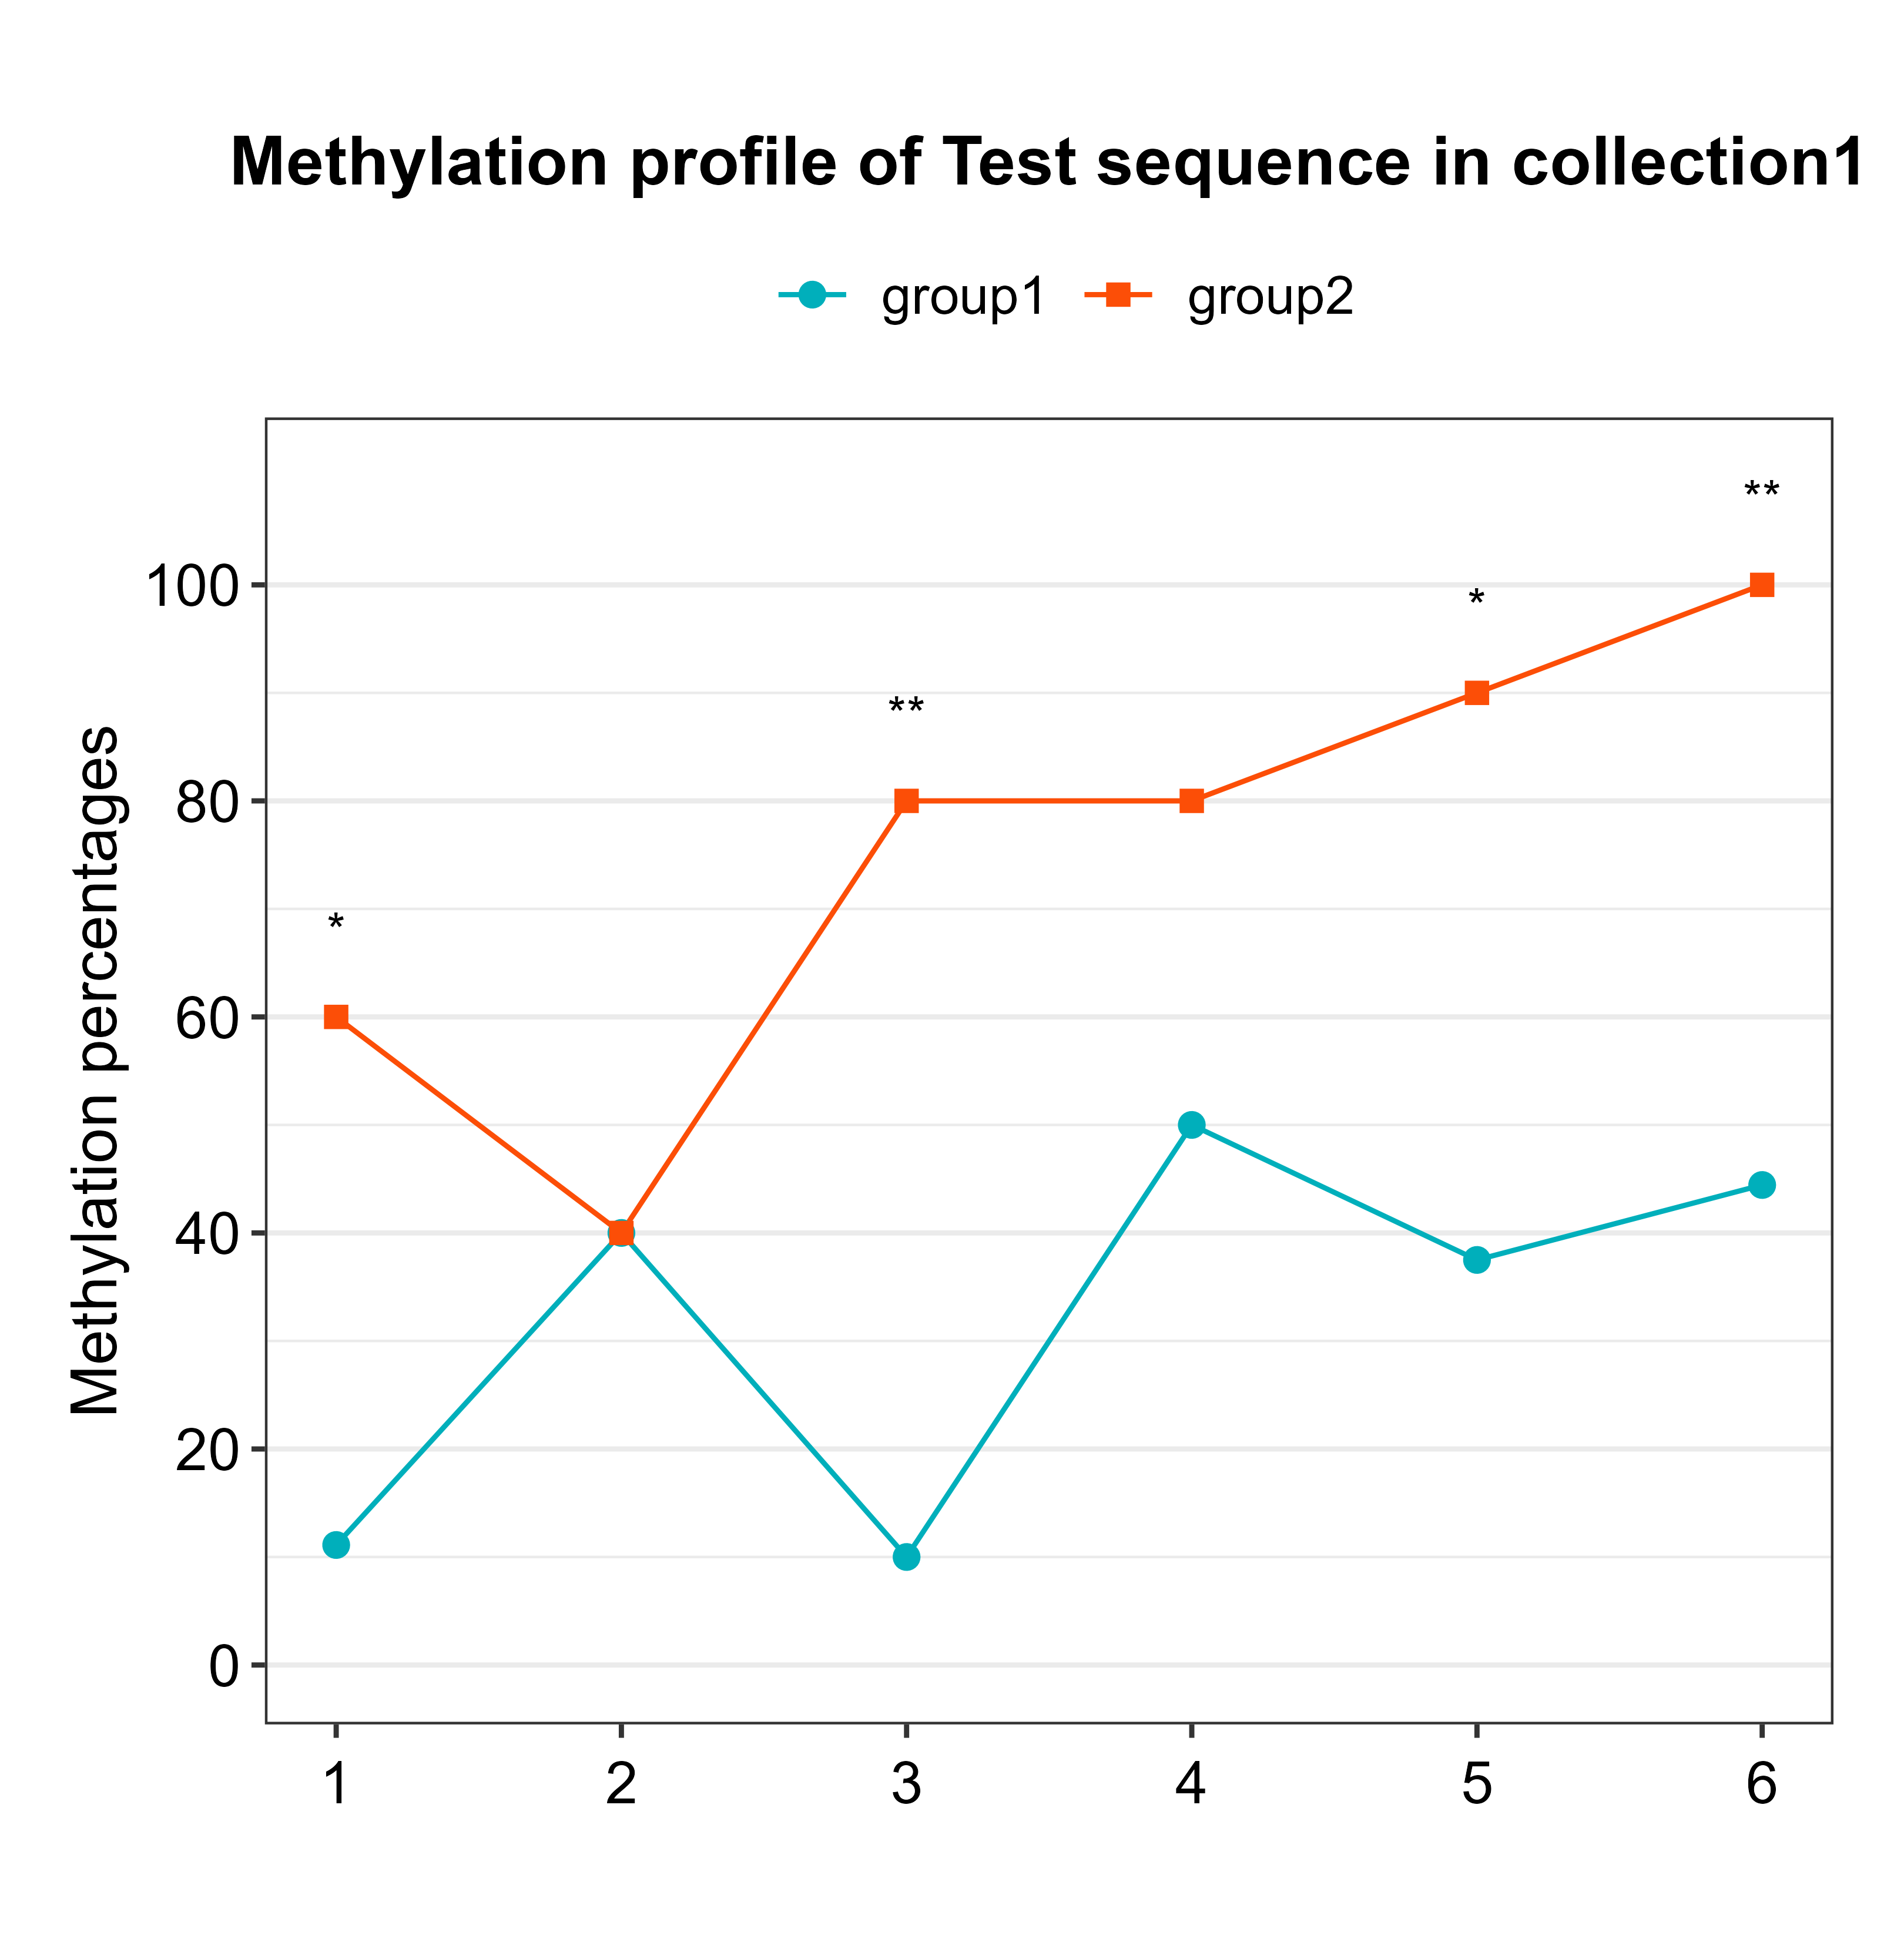 Methylation profile of Test sequence in collection1
group1 group2
**
100
*
**
80
*
60
40
20
0
Methylation percentages
1 2 3 4 5 6